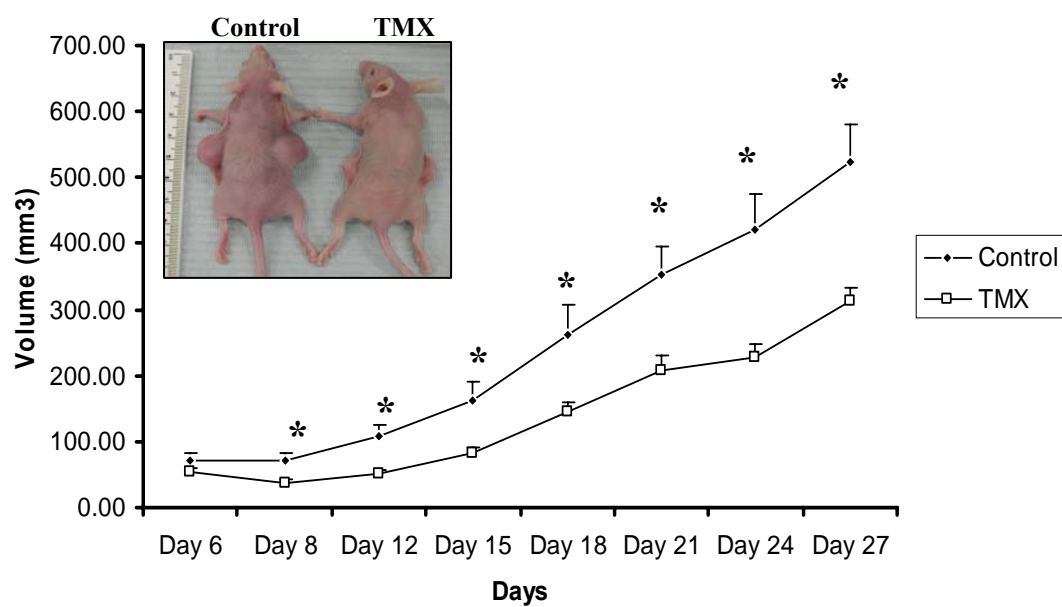 Control TMX
700.00
600.00
500.00
400.00
300.00
200.00
100.00
0.00
Volume (mm3)
* * * * * * *
Day 6 Day 8 Day 12 Day 15 Day 18 Day 21 Day 24 Day 27
Days
Control
TMX